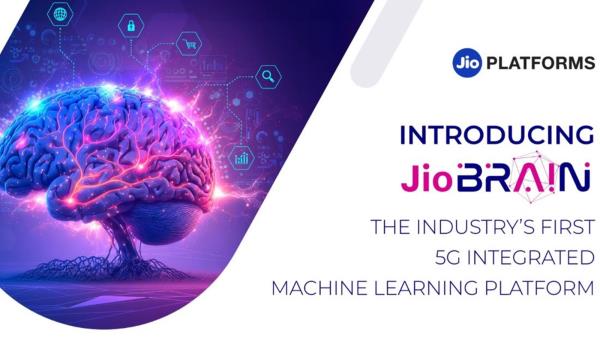 Jio PLATFORMS
INTRODUCING
JioBRAIN
THE INDUSTRY'S FIRST
5G INTEGRATED
MACHINE LEARNING PLATFORM